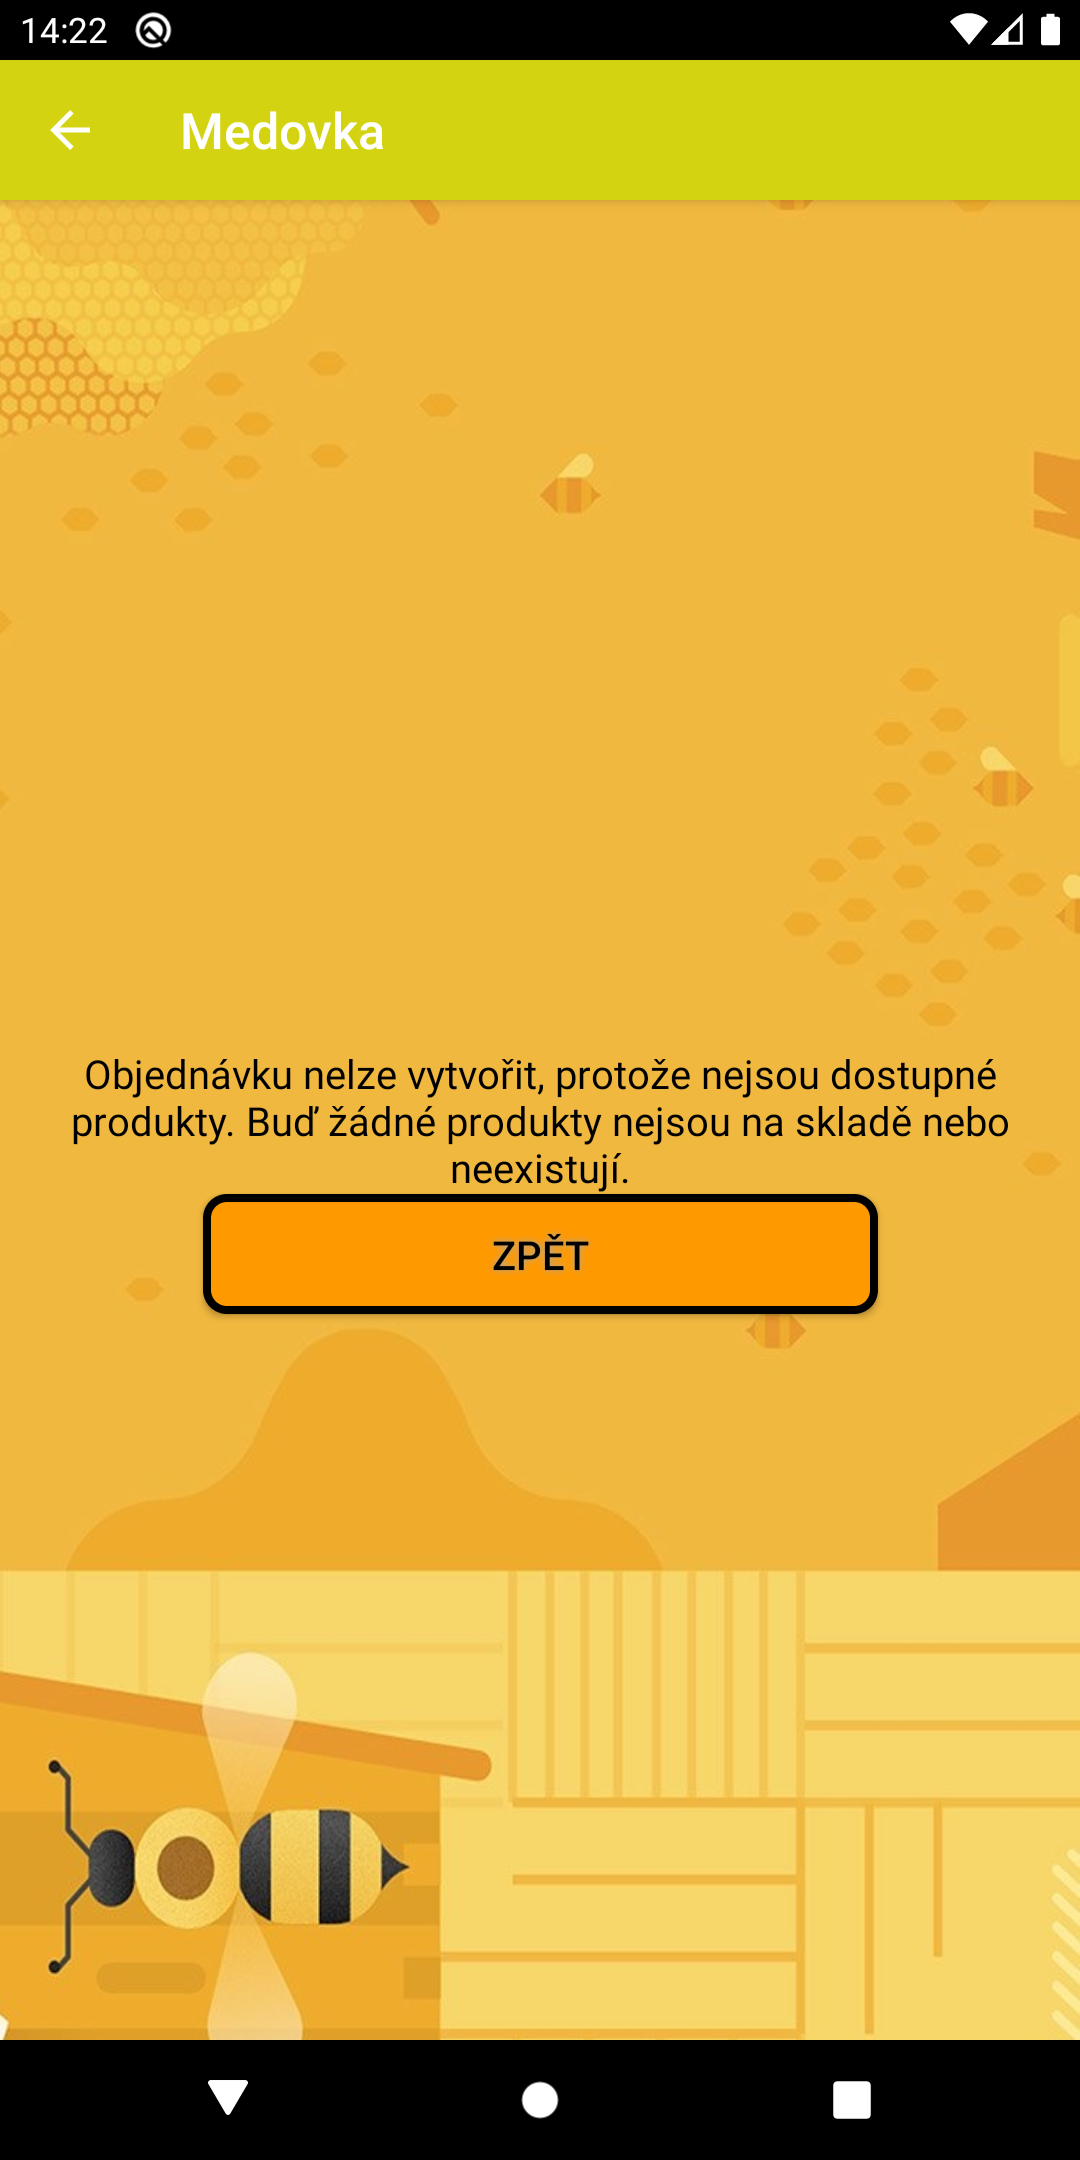 14:22
Medovka
Objednávku nelze vytvořit, protože nejsou dostupné
produkty. Buď žádné produkty nejsou na skladě nebo
neexistují.
ZPĚT